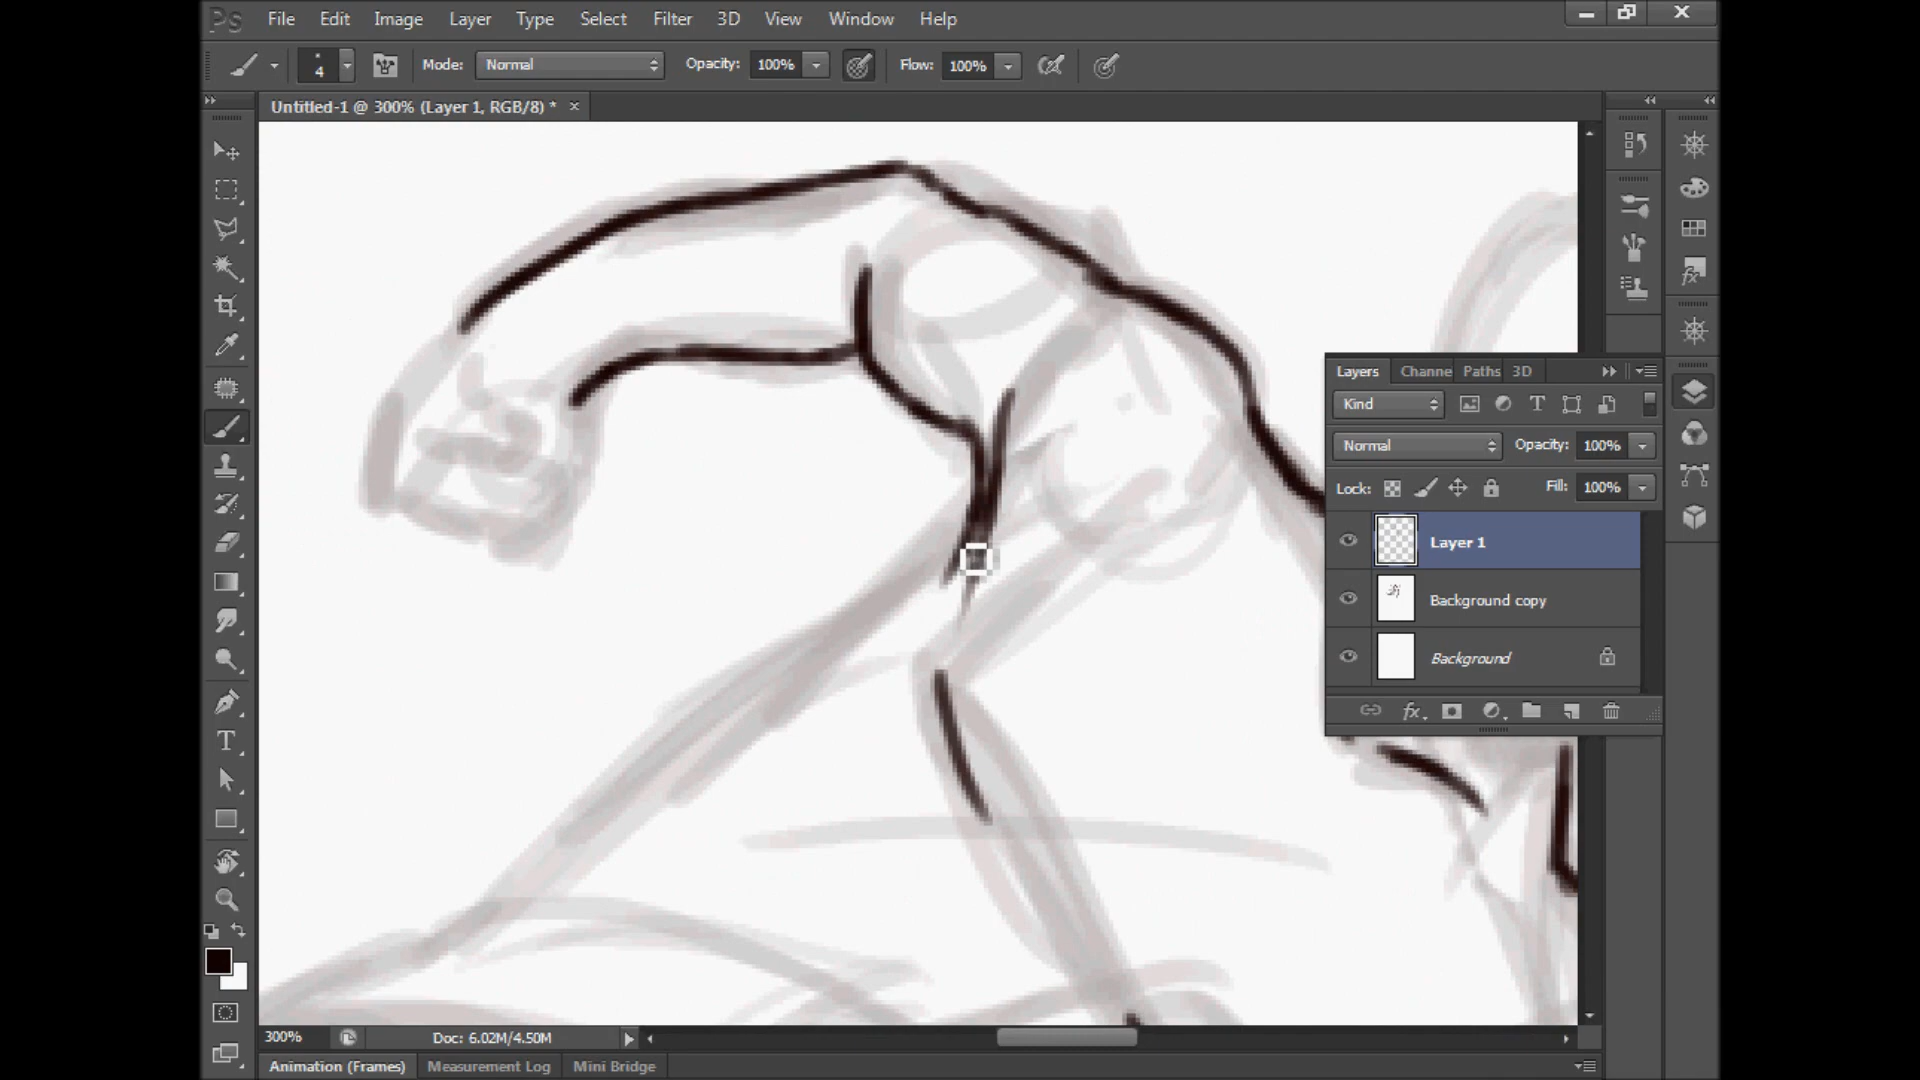 Ps File Edit Image Layer Type Select Filter 3D View Window Help
4 Mode: Normal Opacity: 100% Flow: 100%
Untitled-1 @ 300% (Layer 1, RGB/8) *
Layers Channe Paths 3D
Kind
Normal Opacity: 100%
Lock: Fill: 100%
Layer 1
Background copy
Background
fx
T
300% Doc: 6.02M/4.50M
Animation (Frames) Measurement Log Mini Bridge